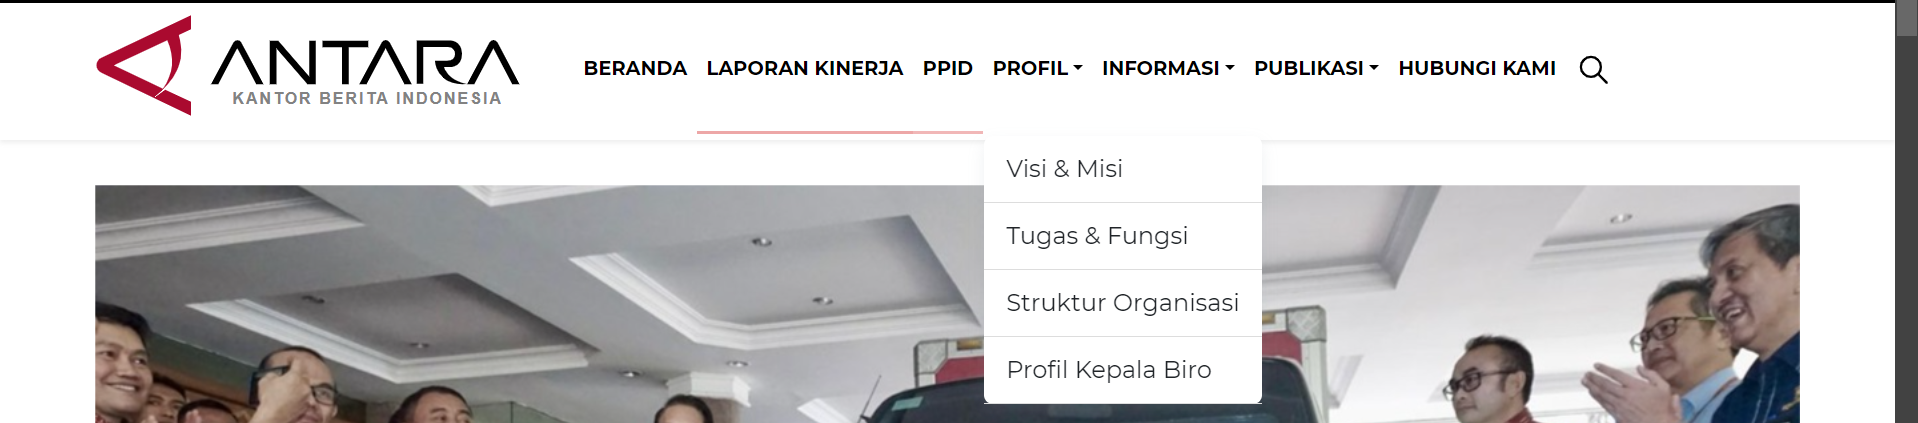 ANTARA
KANTOR BERITA INDONESIA
BERANDA LAPORAN KINERJA PPID PROFIL INFORMASI PUBLIKASI HUBUNGI KAMI
Visi & Misi
Tugas & Fungsi
Struktur Organisasi
Profil Kepala Biro